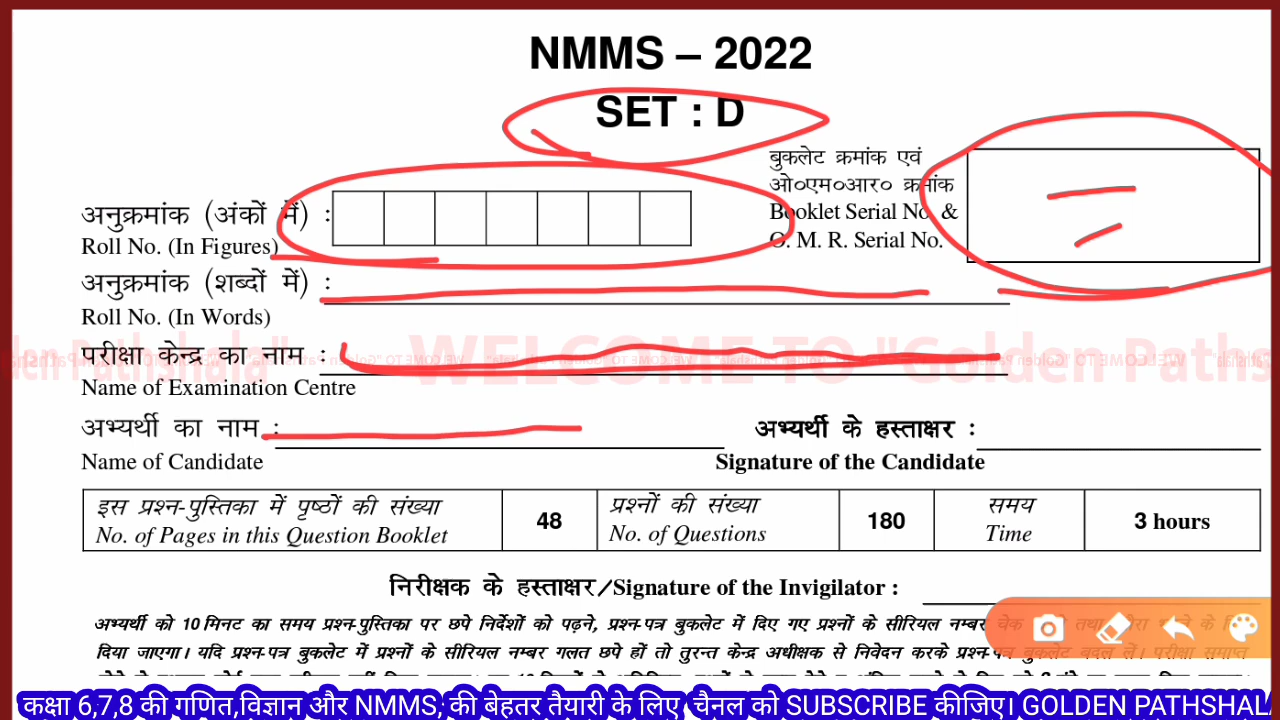 NMMS – 2022
SET : D
बुकलेट क्रमांक एवं
ओ०एम०आर० क्रमांक
Booklet Serial No. &
O. M. R. Serial No.
अनुक्रमांक (अंकों में) :
Roll No. (In Figures)
अनुक्रमांक (शब्दों में) :
Roll No. (In Words)
WELCOME TO "Golden Paths
परीक्षा केन्द्र का नाम :
Name of Examination Centre
अभ्यर्थी का नाम :
अभ्यर्थी के हस्ताक्षर :
Name of Candidate
Signature of the Candidate
इस प्रश्न-पुस्तिका में पृष्ठों की संख्या
No. of Pages in this Question Booklet
48
प्रश्नों की संख्या
No. of Questions
180
समय
Time
3 hours
निरीक्षक के हस्ताक्षर/Signature of the Invigilator :
अभ्यर्थी को 10 मिनट का समय प्रश्न-पुस्तिका पर छपे निर्देशों को पढ़ने, प्रश्न-पत्र बुकलेट में दिए गए प्रश्नों के सीरियल नम्बर चेक
दिया जाएगा। यदि प्रश्न-पत्र बुकलेट में प्रश्नों के सीरियल नम्बर गलत छपे हों तो तुरन्त केन्द्र अधीक्षक से निवेदन करके प्रश्न-पत्र बुकलेट बदल लें। परीक्षा समाप्त
कक्षा 6,7,8 की गणित,विज्ञान और NMMS, की बेहतर तैयारी के लिए चैनल को SUBSCRIBE कीजिए। GOLDEN PATHSHALA